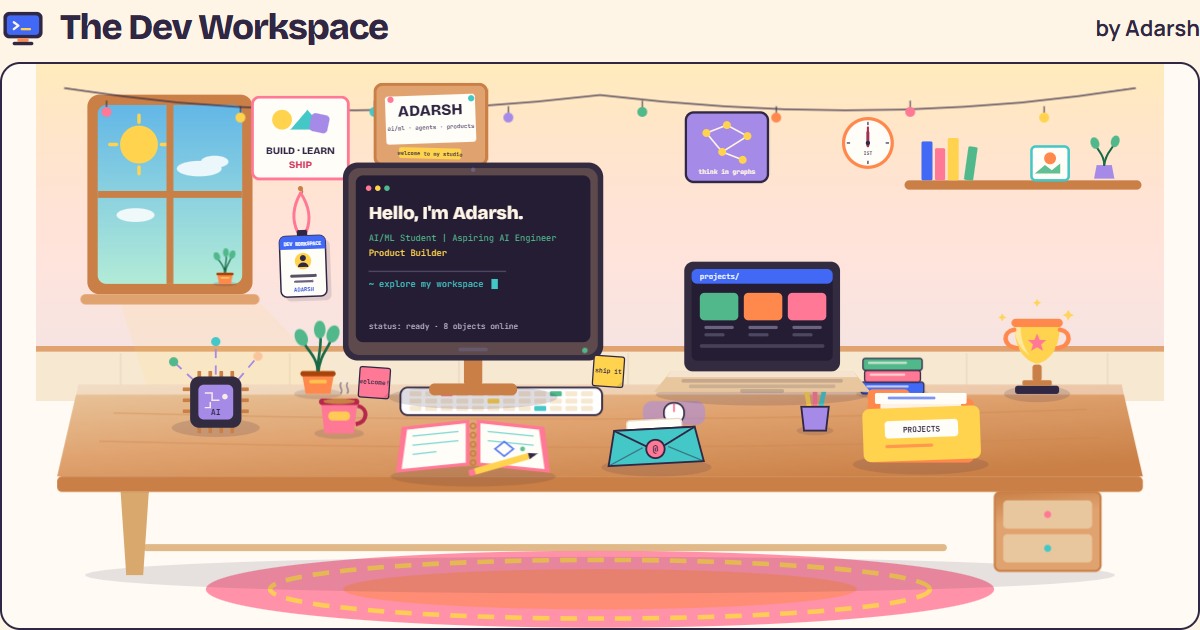 The Dev Workspace
by Adarsh
ADARSH
ai/ml · agents · products
welcome to my studio
BUILD · LEARN
SHIP
think in graphs
IST
DEV WORKSPACE
ADARSH
Hello, I'm Adarsh.
AI/ML Student | Aspiring AI Engineer
Product Builder
~ explore my workspace
status: ready · 8 objects online
projects/
AI
welcome!
ship it
@
PROJECTS